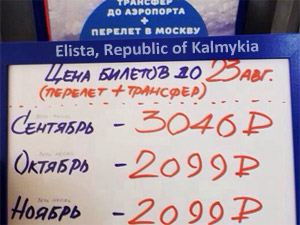 ТРАНСФЕР
ДО АЭРОПОРТА
+
ПЕРЕЛЕТ В МОСКВУ
Elista, Republic of Kalmykia
ЦЕНА БИЛЕТОВ ДО 23 АВГ.
(ПЕРЕЛЕТ + ТРАНСФЕР)
СЕНТЯБРЬ - 3046 ₽
ОКТЯБРЬ - 2099 ₽
НОЯБРЬ - 2099 ₽